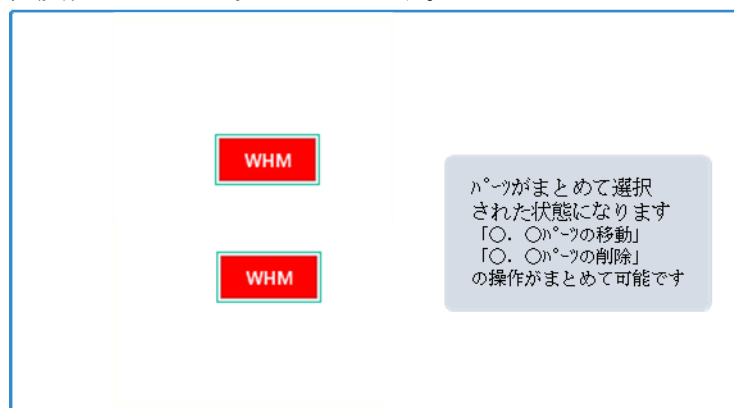 WHM
WHM
ﾊﾟｰﾂがまとめて選択
された状態になります
「〇．〇ﾊﾟｰﾂの移動」
「〇．〇ﾊﾟｰﾂの削除」
の操作がまとめて可能です